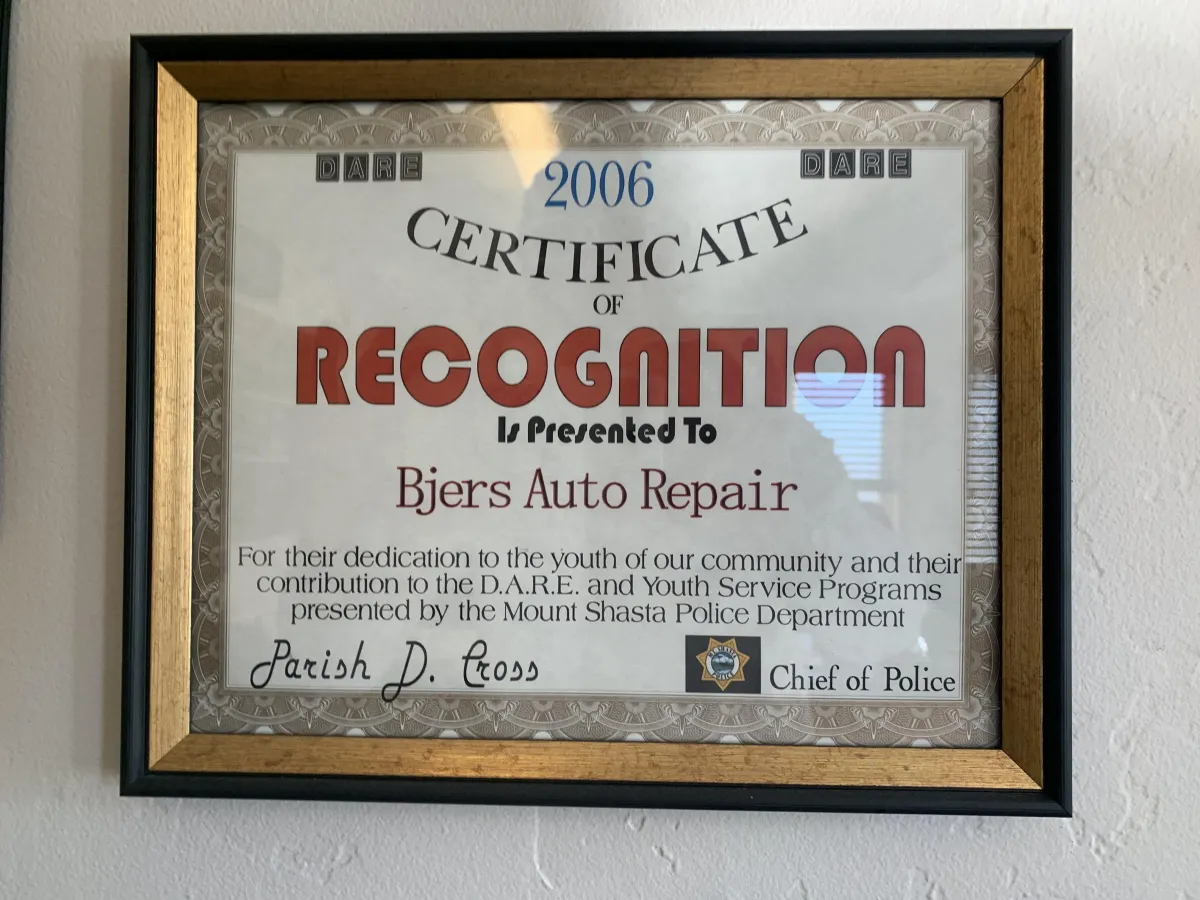 DARE DARE
2006
CERTIFICATE
OF
RECOGNITION
Is Presented To
Bjers Auto Repair
For their dedication to the youth of our community and their
contribution to the D.A.R.E. and Youth Service Programs
presented by the Mount Shasta Police Department
Parish D. Cross
Chief of Police